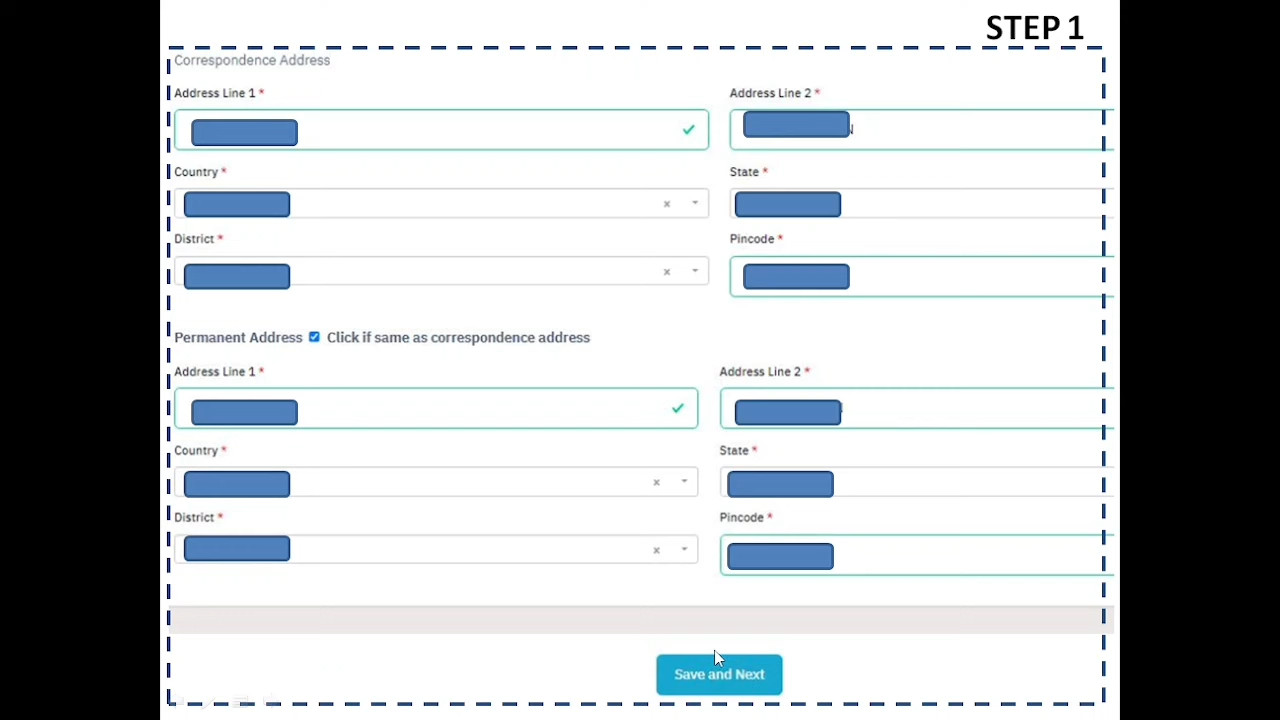 STEP 1
Correspondence Address
Address Line 1 *
Address Line 2 *
Country *
State *
District *
Pincode *
Permanent Address Click if same as correspondence address
Address Line 1 *
Address Line 2 *
Country *
State *
District *
Pincode *
Save and Next